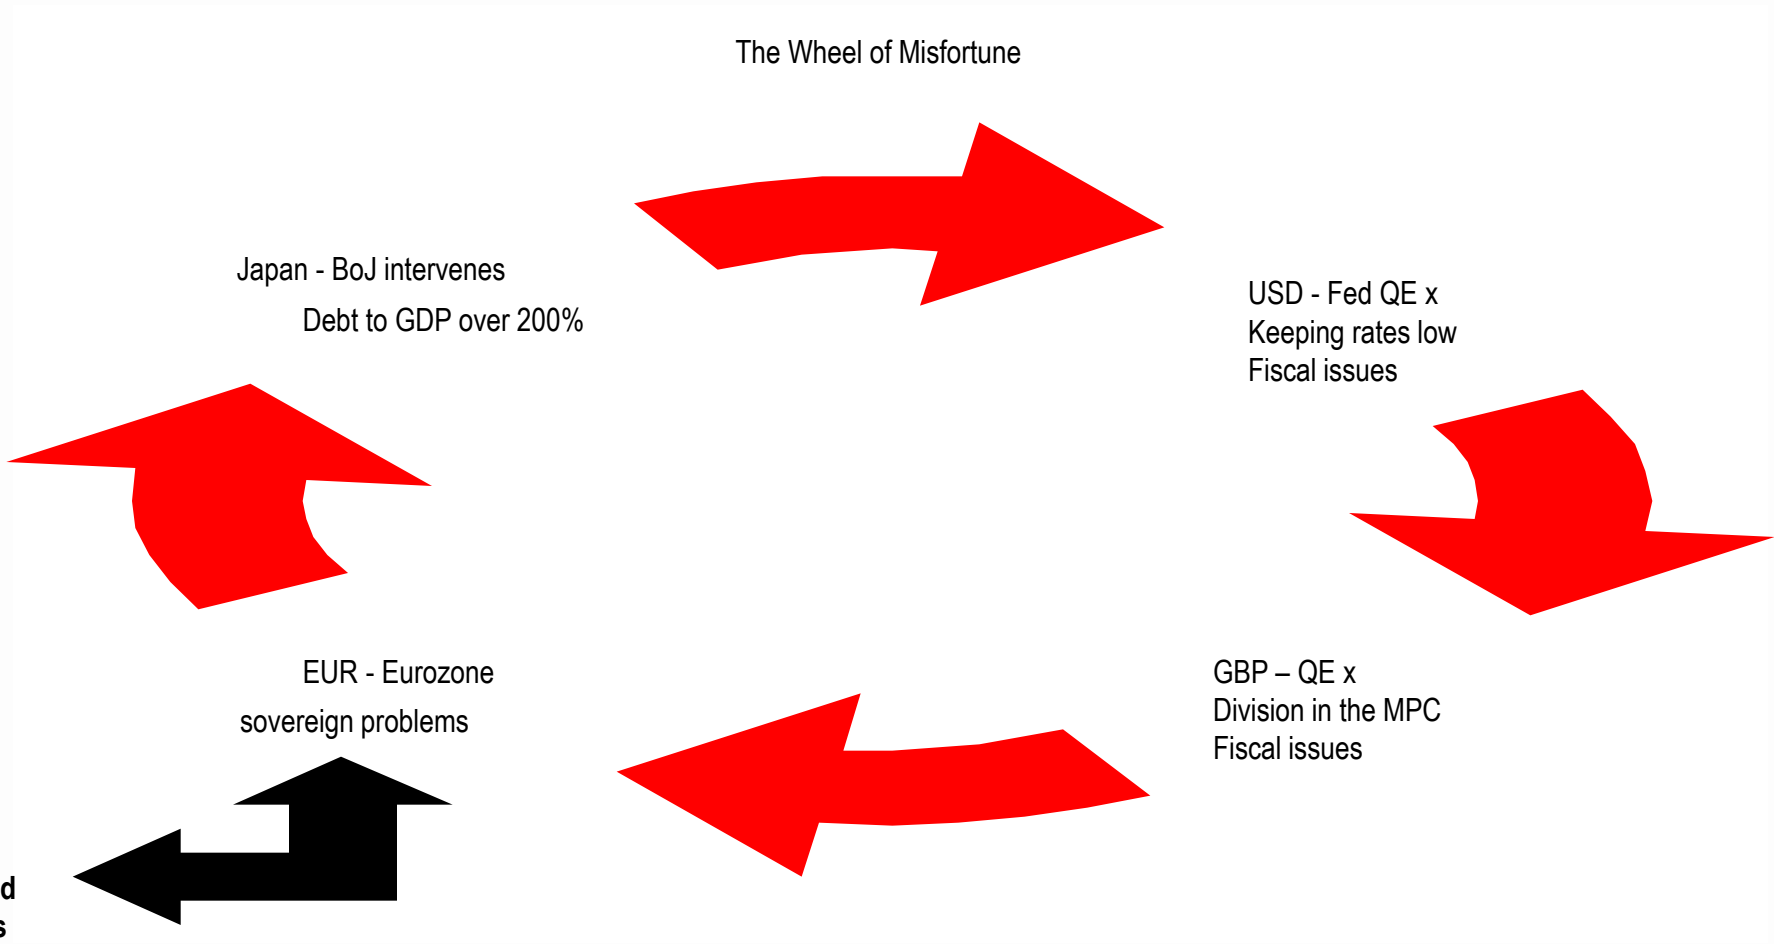 The Wheel of Misfortune
Japan - BoJ intervenes
Debt to GDP over 200%
USD - Fed QE x
Keeping rates low
Fiscal issues
EUR - Eurozone
sovereign problems
GBP – QE x
Division in the MPC
Fiscal issues